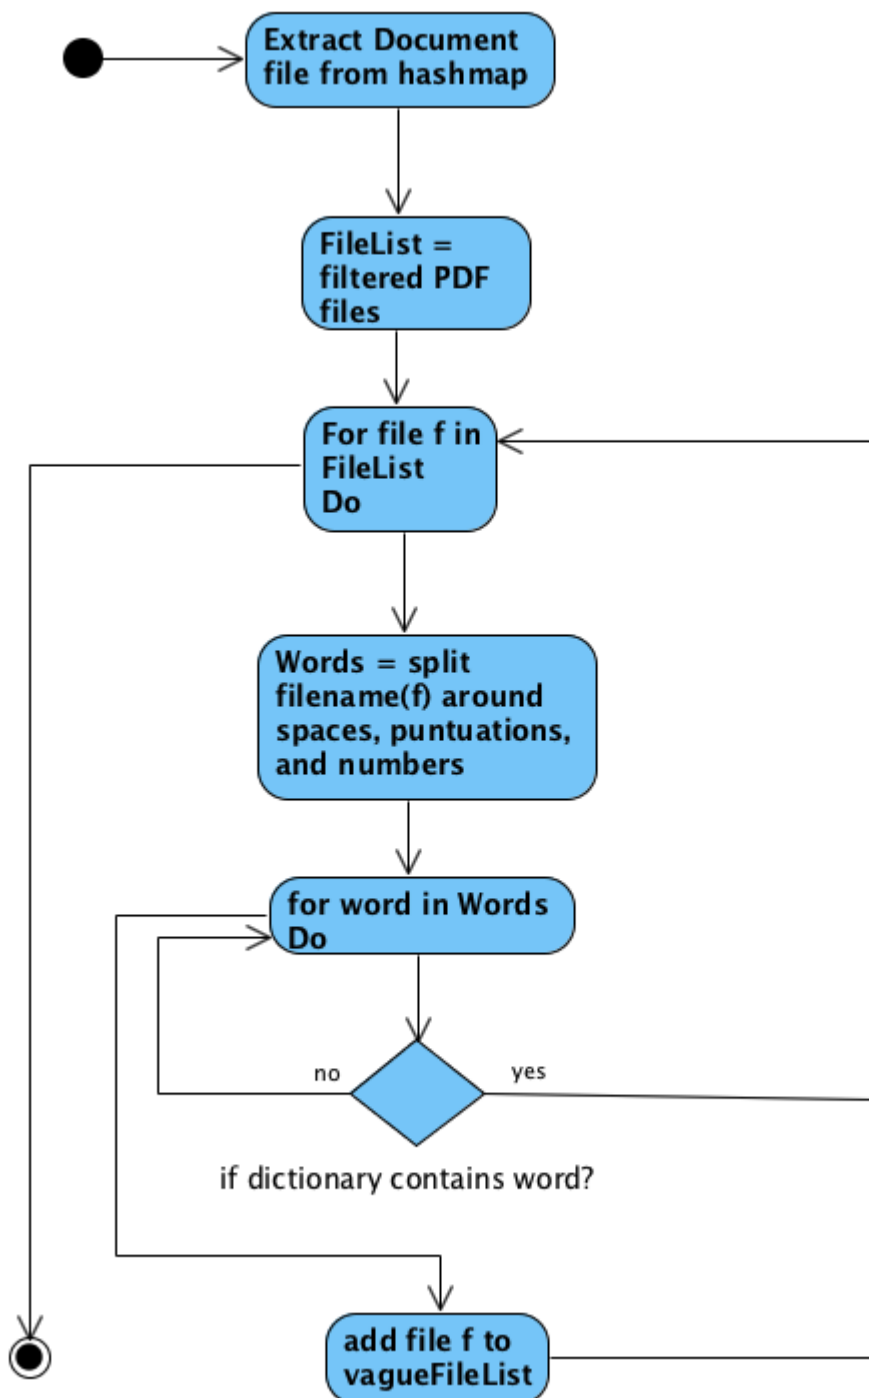 Extract Document
file from hashmap
FileList =
filtered PDF
files
For file f in
FileList
Do
Words = split
filename(f) around
spaces, puntuations,
and numbers
for word in Words
Do
no
yes
if dictionary contains word?
add file f to
vagueFileList